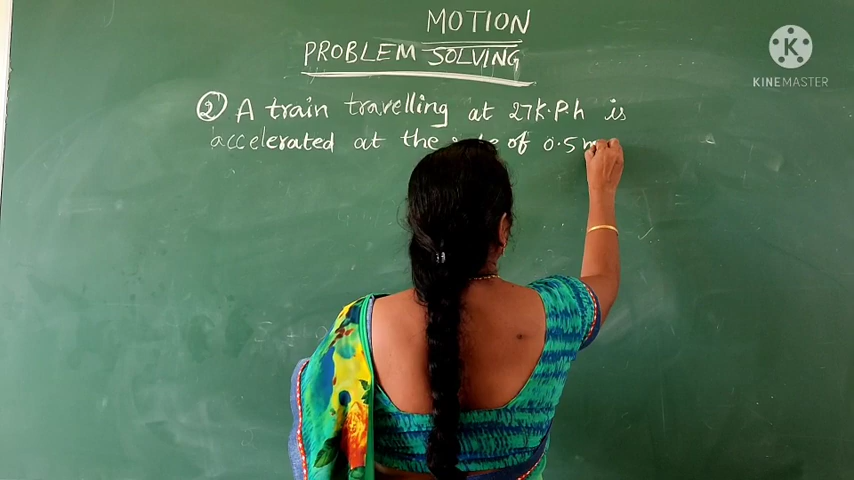 MOTION
PROBLEM SOLVING
② A train travelling at 27K.P.h is
accelerated at the of 0.5
K
KINEMASTER